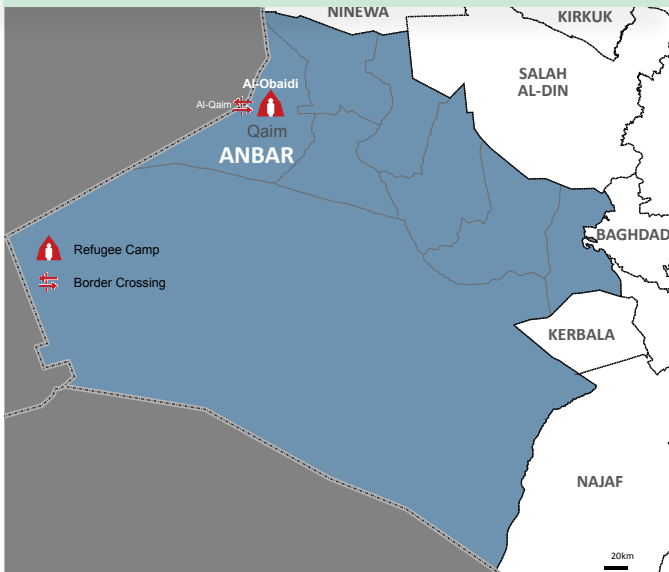 NINEWA
KIRKUK
SALAH
AL-DIN
Al-Obaidi
Al-Qaim
Qaim
ANBAR
BAGHDAD
Refugee Camp
Border Crossing
KERBALA
NAJAF
20km